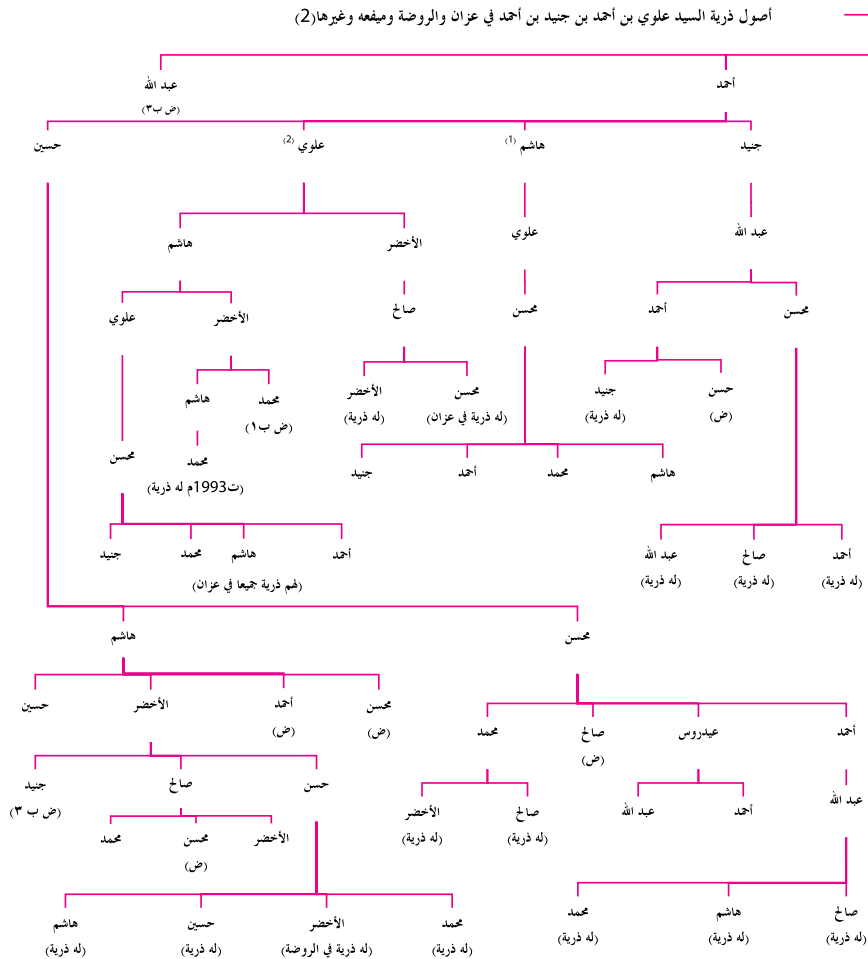 أصول ذرية السيد علوي بن أحمد بن جنيد بن أحمد في عزان والروضة وميفعه وغيرها(2)
أحمد عبد الله
(ض ب٣)
جنيد هاشم (1) علوي (2) حسين
عبد الله علوي الأخضر هاشم
محسن أحمد محسن صالح الأخضر علوي
حسن جنيد محسن الأخضر محمد هاشم
(ض) (له ذرية) (له ذرية في عزان) (له ذرية) (ض ب١)
هاشم محمد أحمد جنيد محمد محسن
(ت1993م له ذرية)
أحمد صالح عبد الله أحمد هاشم محمد جنيد
(له ذرية) (له ذرية) (له ذرية) (لهم ذرية جميعا في عزان)
محسن هاشم
أحمد عيدروس صالح محمد محسن أحمد الأخضر حسين
(ض) (ض) (ض)
عبد الله أحمد عبد الله صالح الأخضر حسن صالح جنيد
(له ذرية) (له ذرية) (ض ب ٣)
الأخضر محسن محمد
(ض)
صالح هاشم محمد محمد الأخضر حسين هاشم
(له ذرية) (له ذرية) (له ذرية) (له ذرية) (له ذرية في الروضة) (له ذرية) (له ذرية)